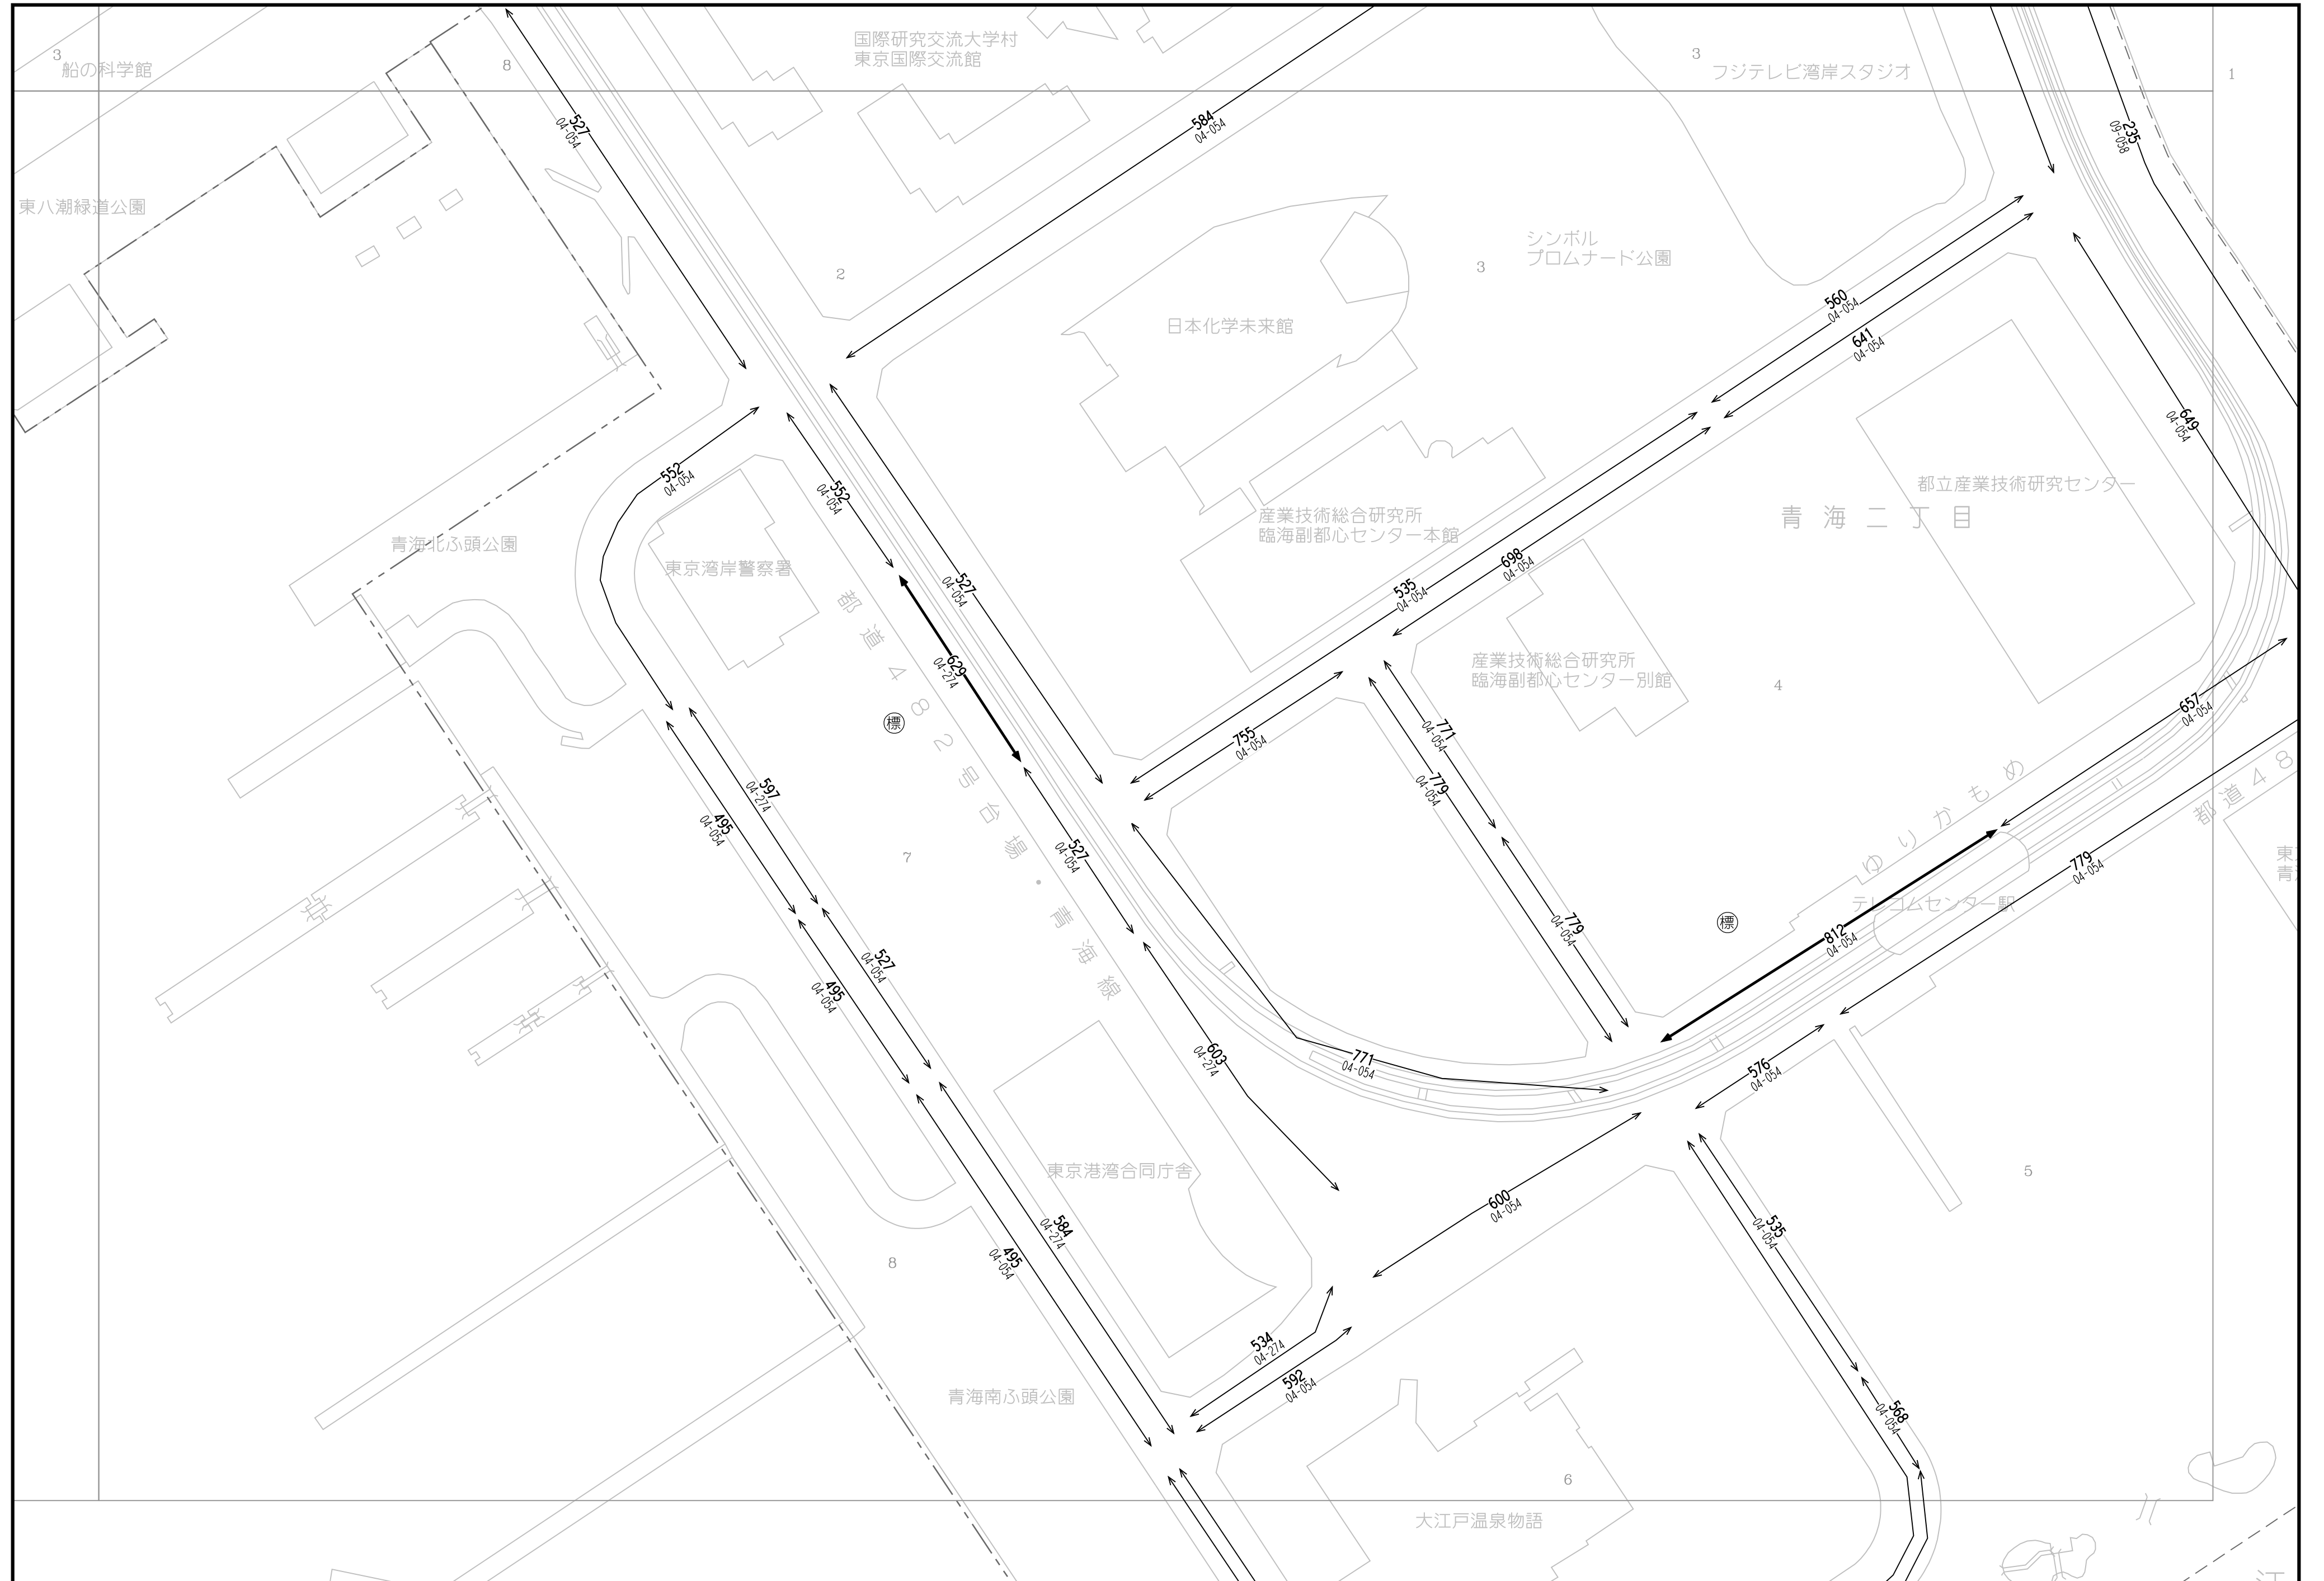 3
船の科学館
8
527
04-054
国際研究交流大学村
東京国際交流館
584
04-054
3
フジテレビ湾岸スタジオ
1
235
09-058
東八潮緑道公園
2
シンボル
プロムナード公園
3
日本化学未来館
560
04-054
641
04-054
649
04-054
552
04-054
552
04-054
都立産業技術研究センター
青海二丁目
産業技術総合研究所
臨海副都心センター本館
青海北ふ頭公園
東京湾岸警察署
698
04-054
535
04-054
527
04-054
629
04-274
産業技術総合研究所
臨海副都心センター別館
4
657
04-054
標
都道482号台場・青海線
771
04-054
755
04-054
779
04-054
597
04-274
495
04-054
ゆりかもめ
都道48
527
04-054
7
779
04-054
東
青
テレコムセンター駅
標
779
04-054
812
04-054
527
04-054
495
04-054
603
04-274
771
04-054
576
04-054
東京港湾合同庁舎
5
600
04-054
584
04-274
535
04-054
495
04-054
8
534
04-274
592
04-054
青海南ふ頭公園
568
04-054
6
大江戸温泉物語
江